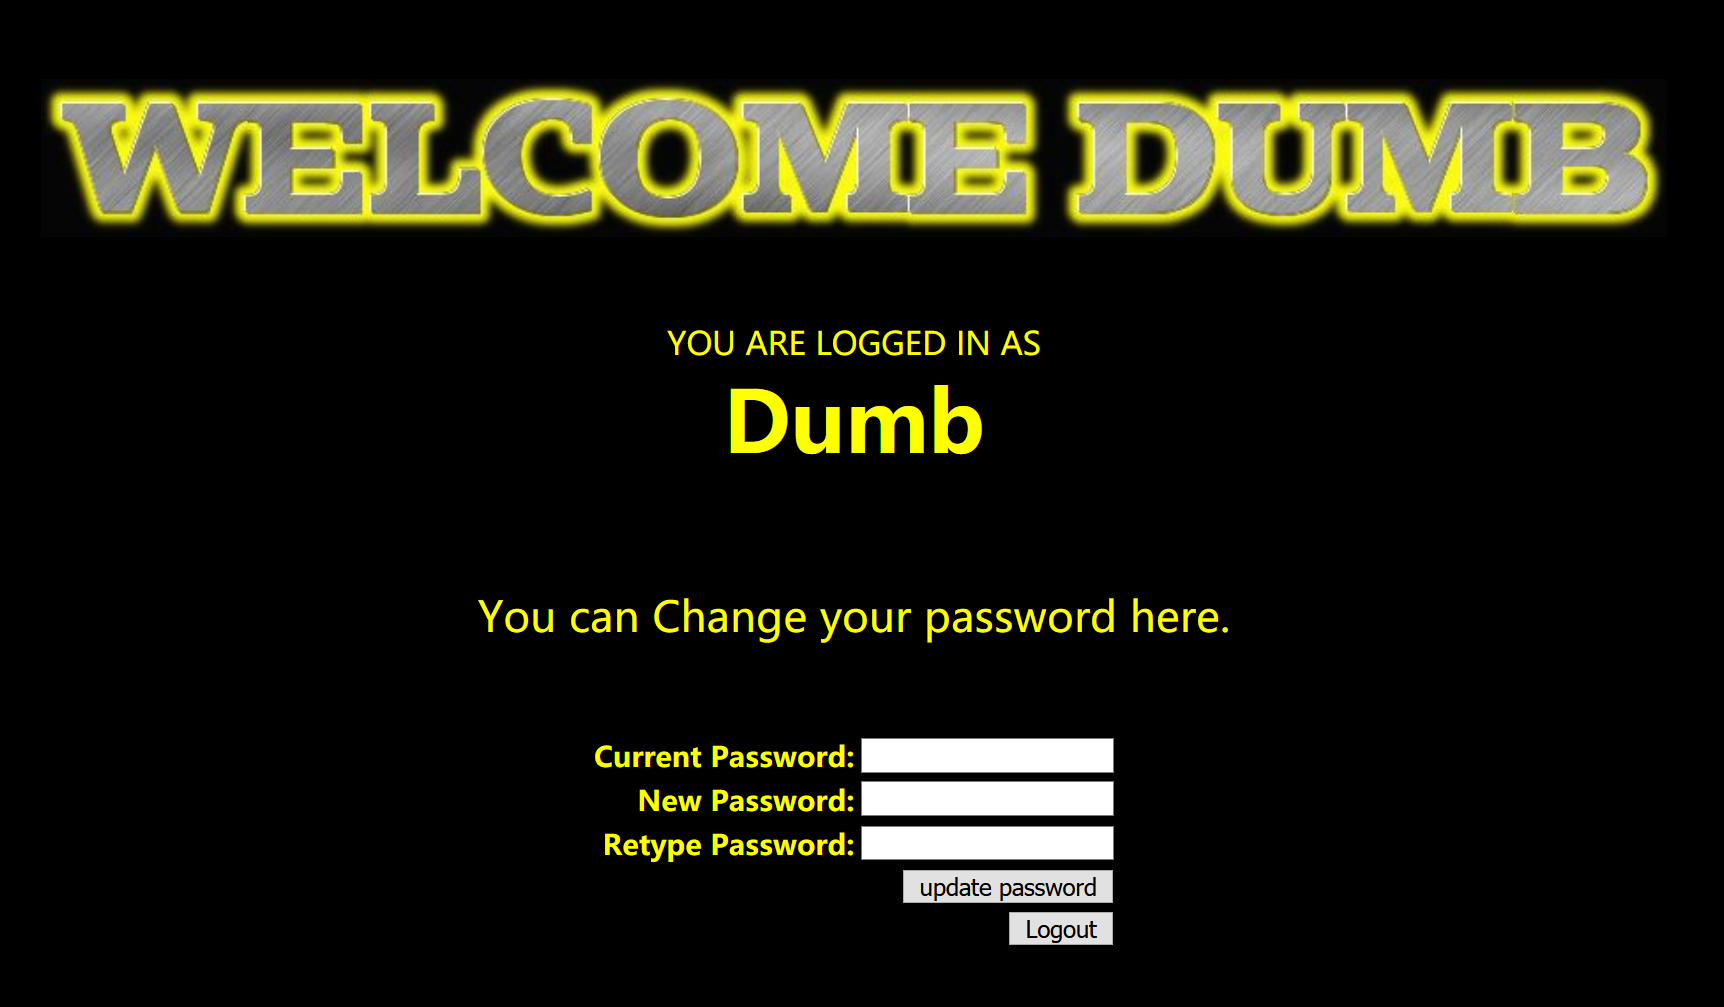 WELCOME DUMB
YOU ARE LOGGED IN AS
Dumb
You can Change your password here.
Current Password:
New Password:
Retype Password:
update password
Logout